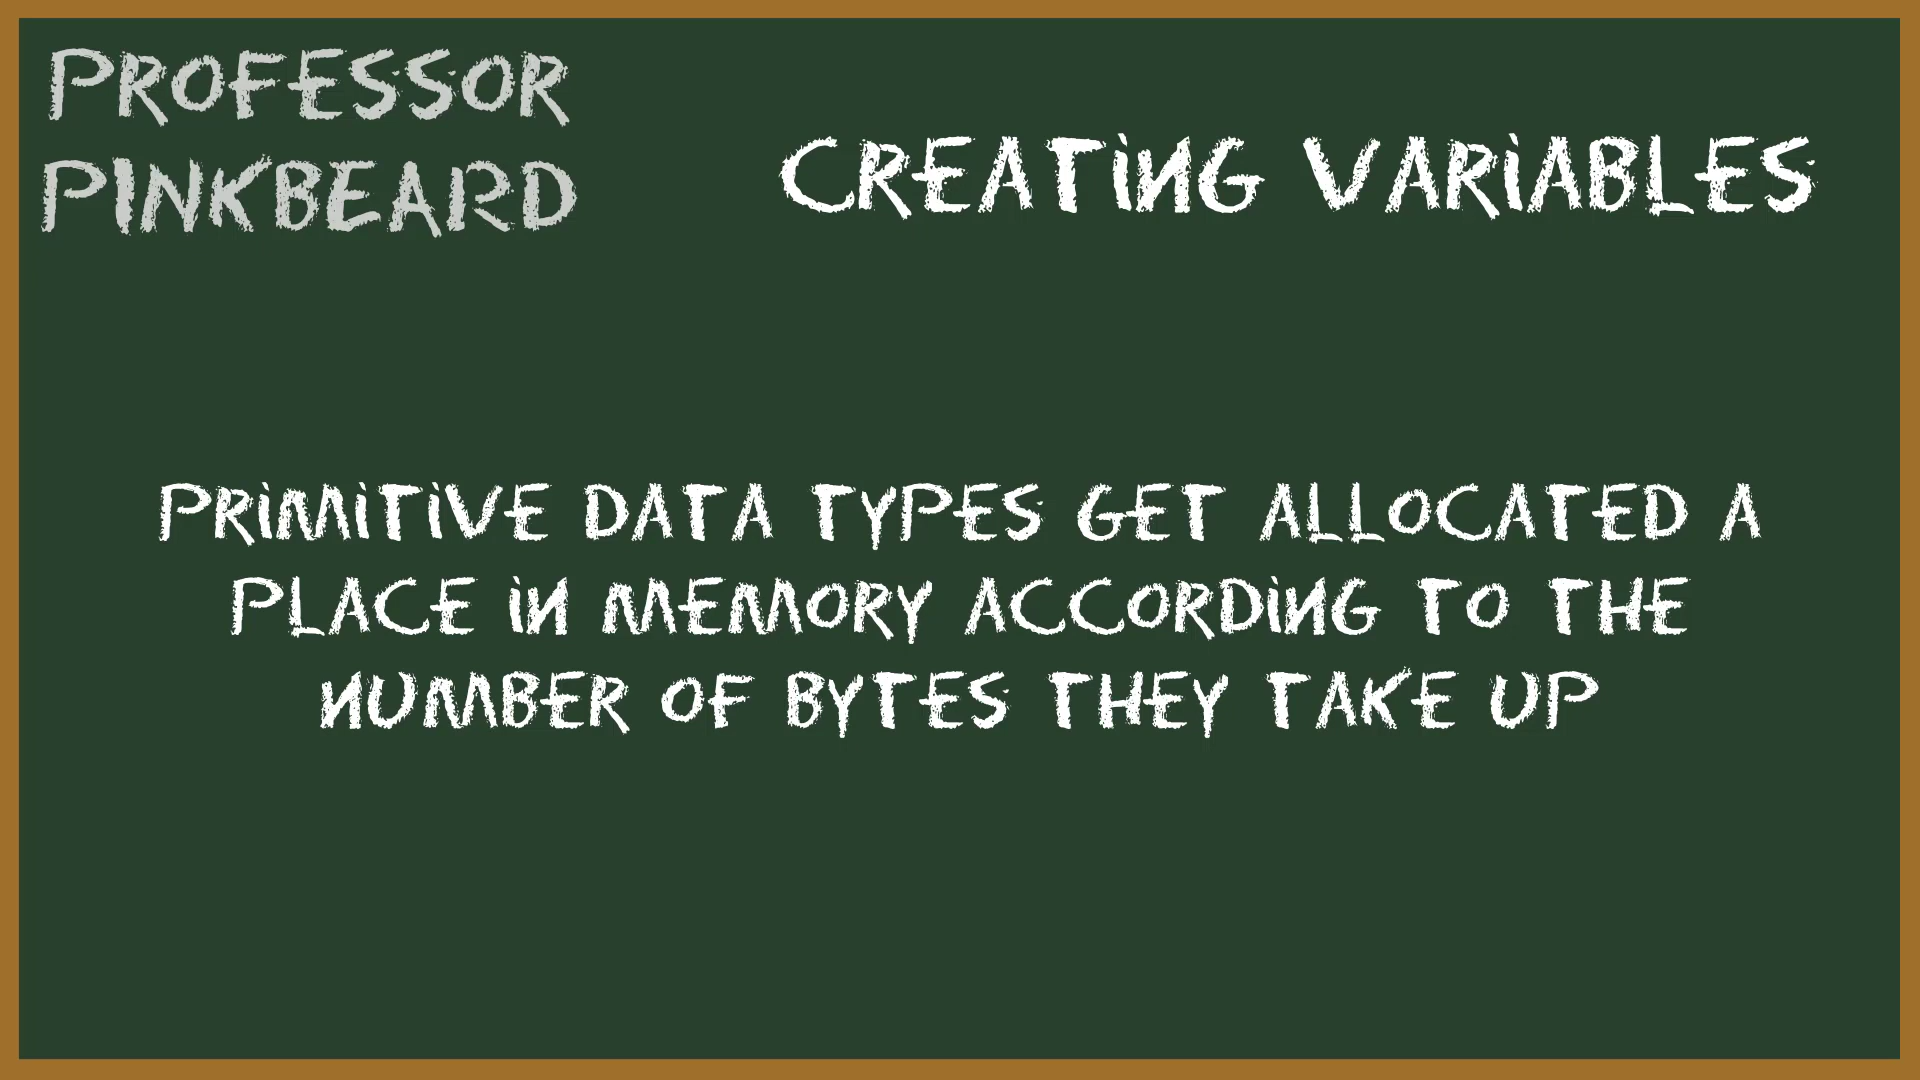 PROFESSOR
PINKBEARD
CREATING VARIABLES
PRIMITIVE DATA TYPES GET ALLOCATED A
PLACE IN MEMORY ACCORDING TO THE
NUMBER OF BYTES THEY TAKE UP